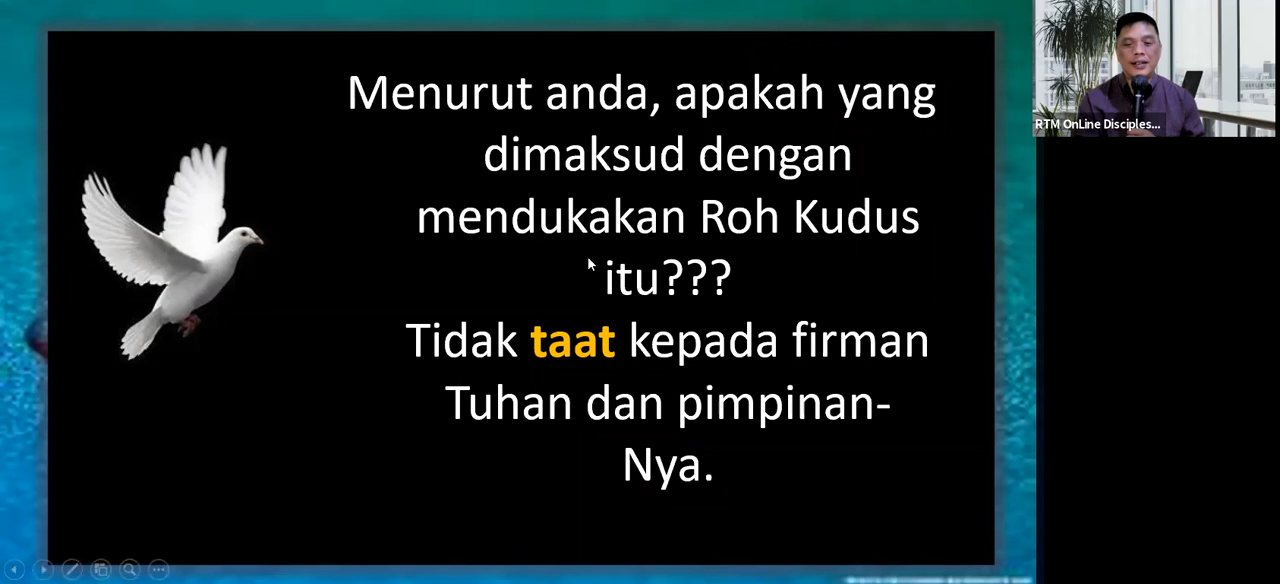 Menurut anda, apakah yang
dimaksud dengan
mendukakan Roh Kudus
itu???
Tidak taat kepada firman
Tuhan dan pimpinan-
Nya.
RTM OnLine Disciples...